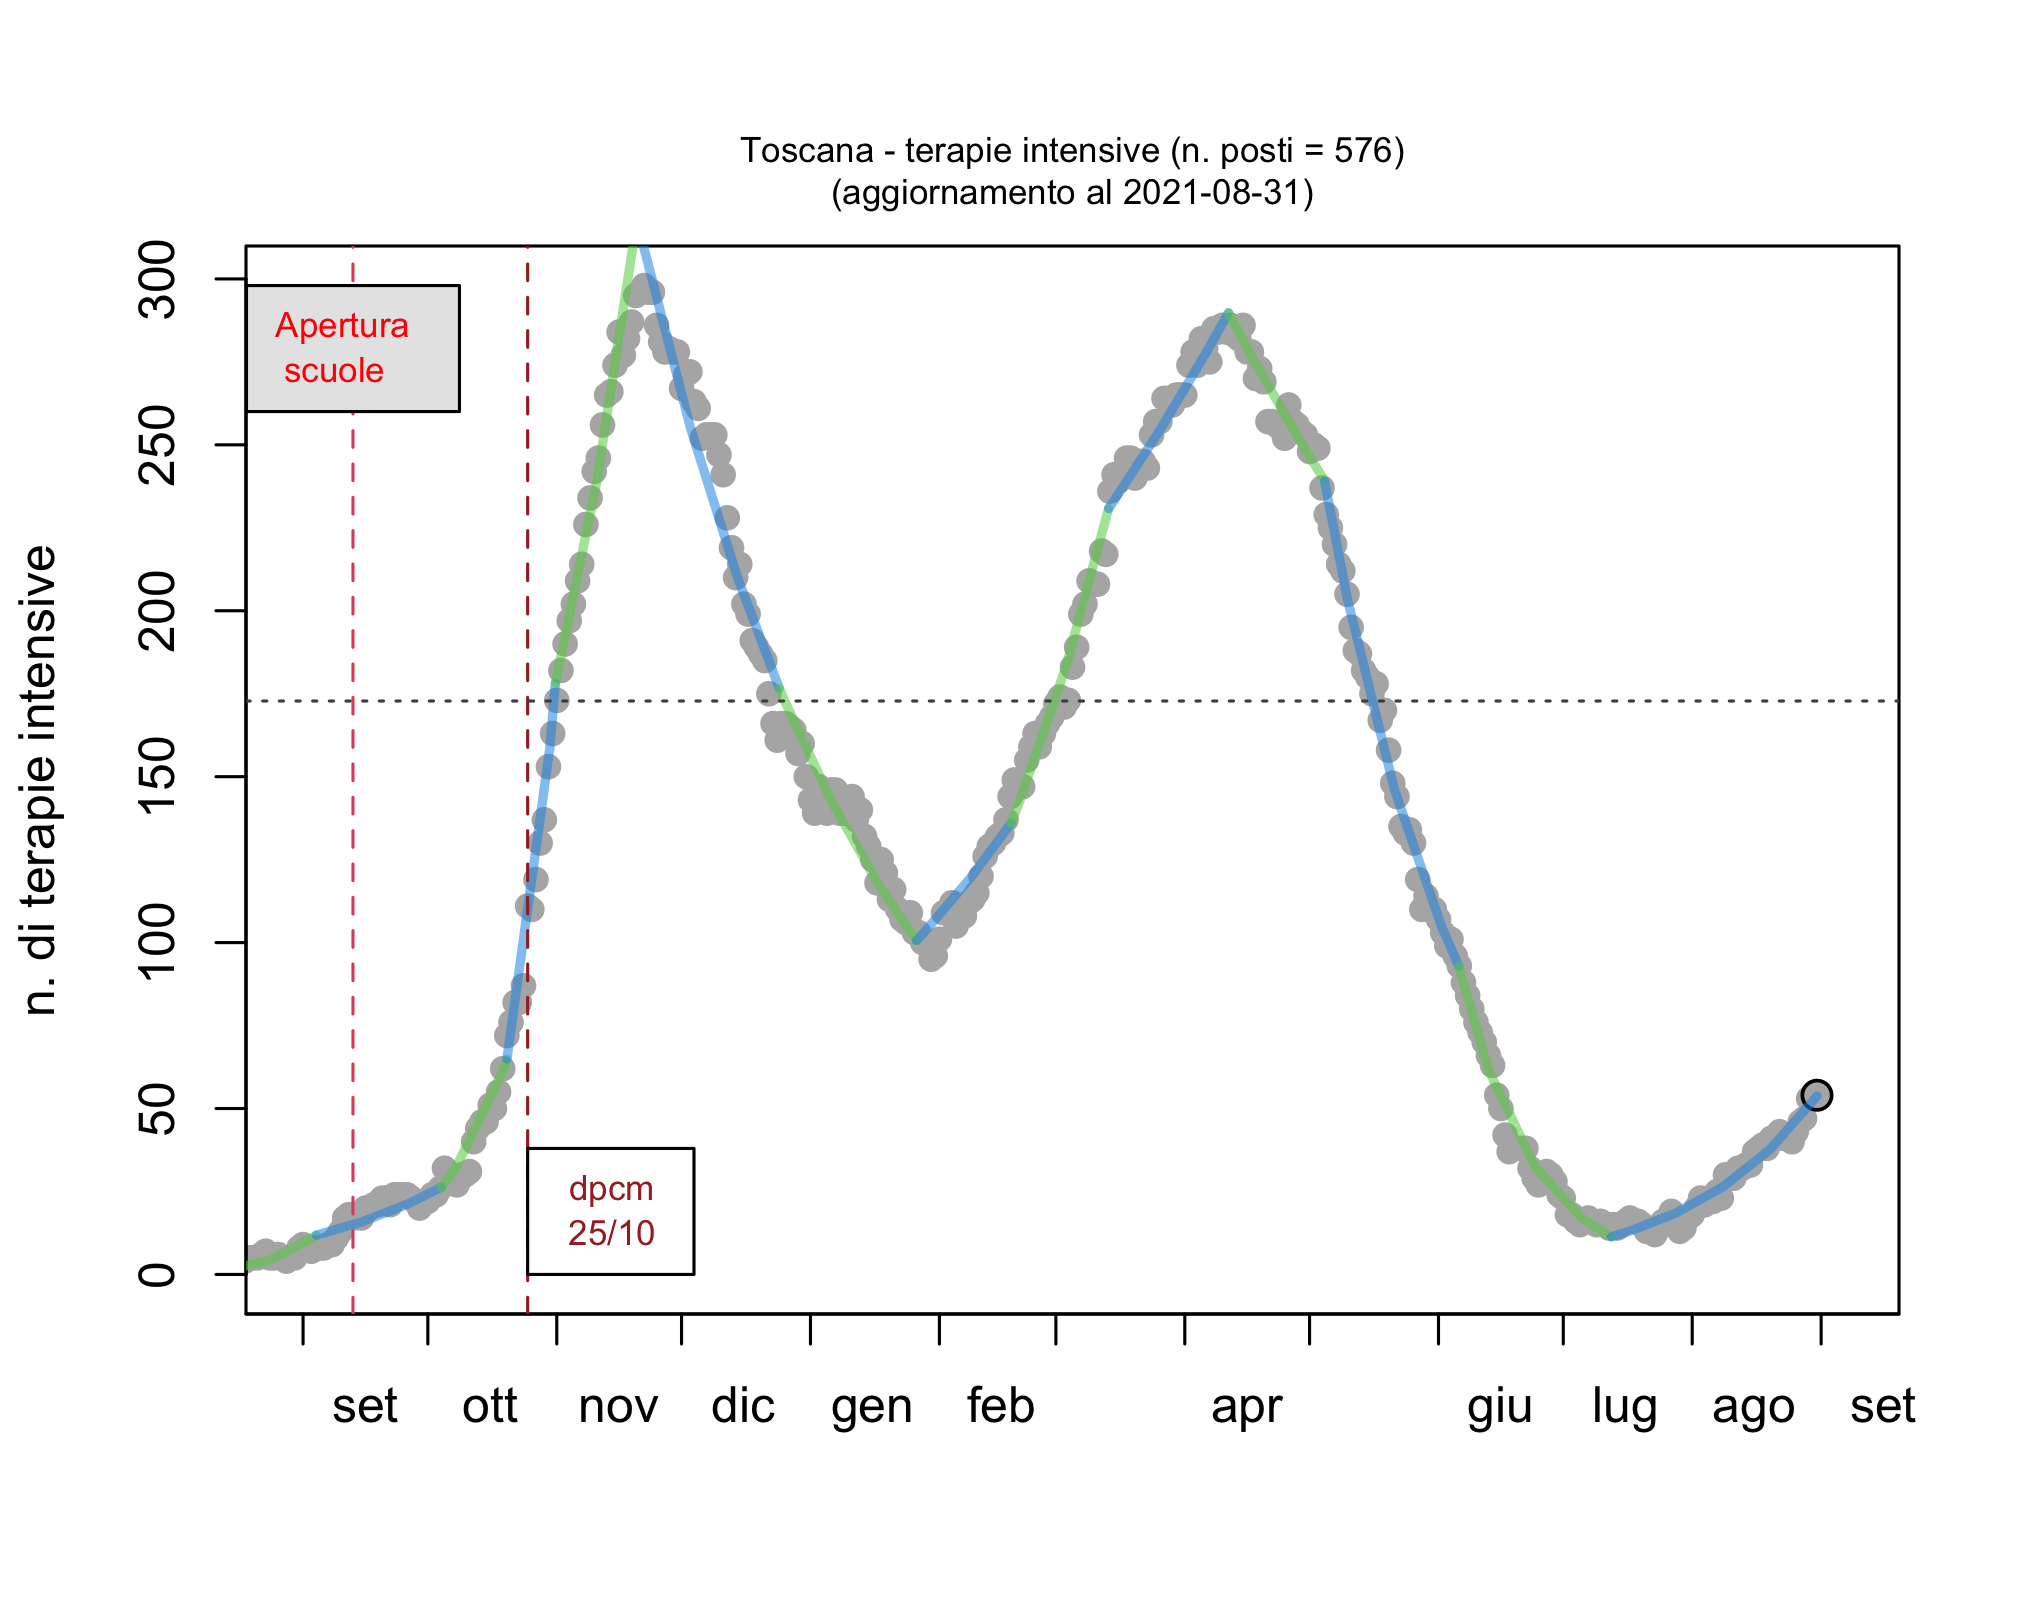 Toscana - terapie intensive (n. posti = 576)
(aggiornamento al 2021-08-31)
n. di terapie intensive
300
250
200
150
100
50
0
Apertura
scuole
dpcm
25/10
set ott nov dic gen feb apr giu lug ago set